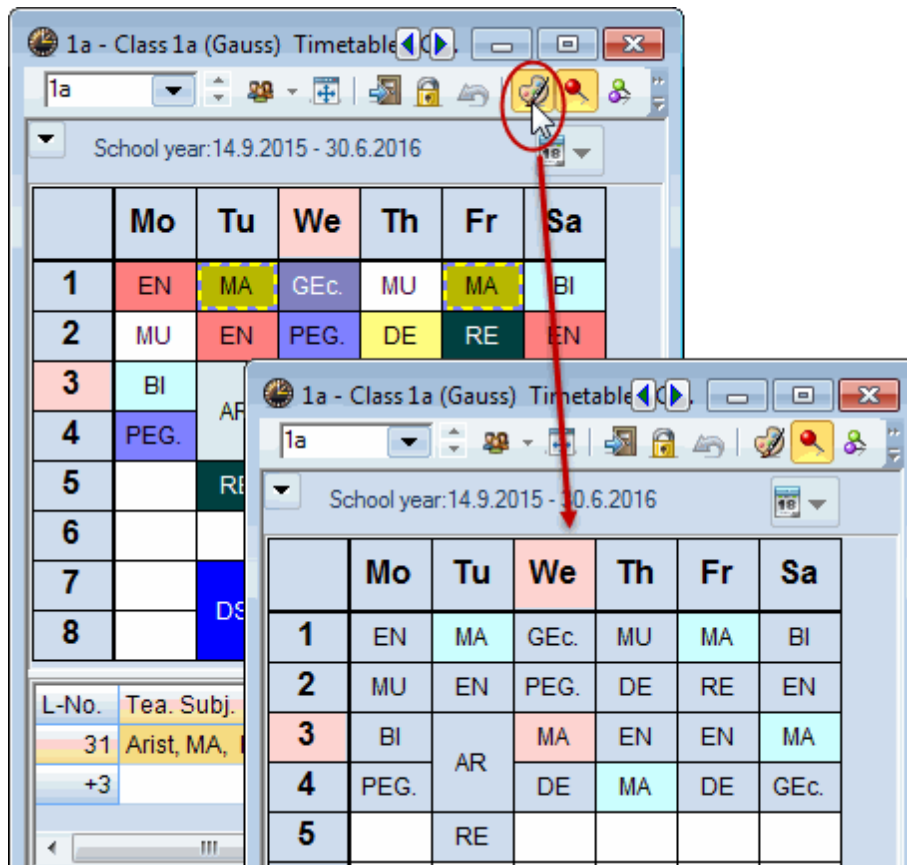 1a - Class 1a (Gauss) Timetable
1a
School year:14.9.2015 - 30.6.2016
18
Mo Tu We Th Fr Sa
1 EN MA GEc. MU MA BI
2 MU EN PEG. DE RE EN
3 BI
4 PEG.
5
6
7
8
L-No. Tea. Subj.
31 Arist, MA,
+3
1a - Class 1a (Gauss) Timetable
1a
School year:14.9.2015 - 30.6.2016
18
Mo Tu We Th Fr Sa
1 EN MA GEc. MU MA BI
2 MU EN PEG. DE RE EN
3 BI AR MA EN EN MA
4 PEG. DE MA DE GEc.
5 RE